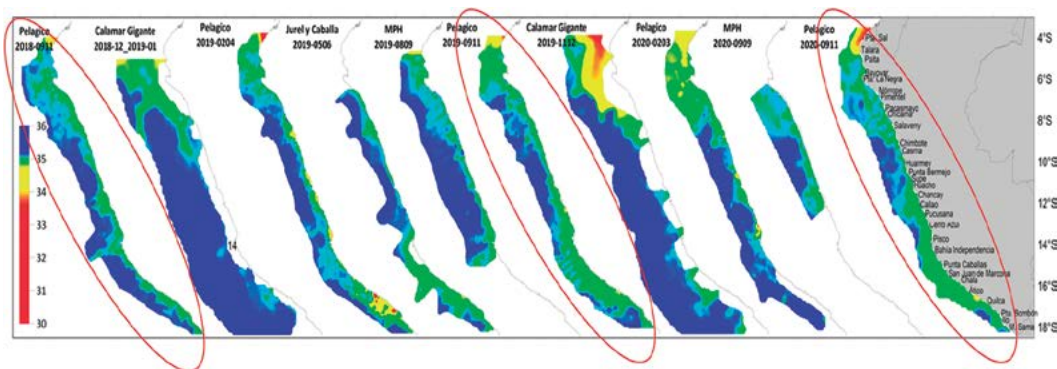 Pelagico
2018-0911
Calamar Gigante
2018-12_2019-01
Pelagico
2019-0204
Jurel y Caballa
2019-0506
MPH
2019-0809
Pelagico
2019-0911
Calamar Gigante
2019-1112
Pelagico
2020-0203
MPH
2020-0909
Pelagico
2020-0911
36
35
34
33
32
31
30
14
Talara
Paita
Pimentel
Pacasmayo
Chicama
Salaverry
Chimbote
Casma
Huarmey
Punta Bermejo
Supe
Huacho
Chancay
Callao
Pucusana
Cerro Azul
Pisco
Bahia Independencia
Punta Caballas
San Juan de Marcona
Chala
Atico
Quilca
Ilo
4°S
6°S
8°S
10°S
12°S
14°S
16°S
18°S